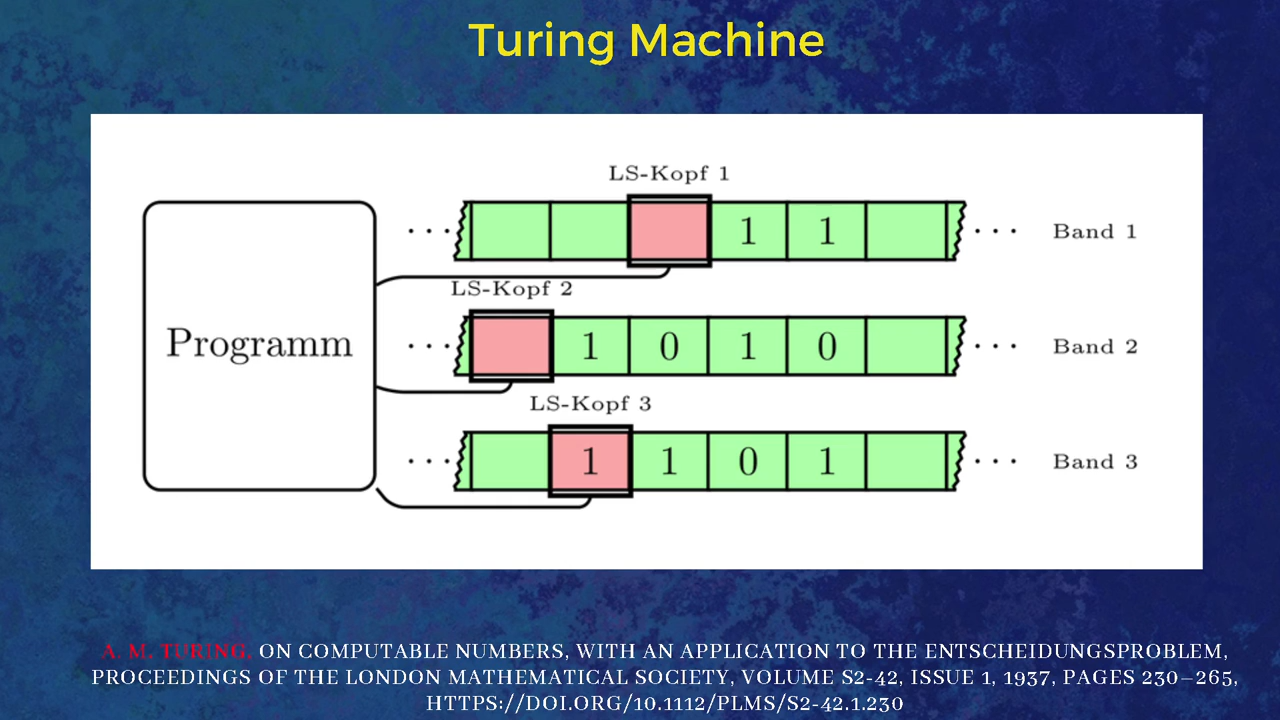 Turing Machine
LS-Kopf 1
··· 1 1 ··· Band 1
LS-Kopf 2
Programm ··· 1 0 1 0 ··· Band 2
LS-Kopf 3
··· 1 1 0 1 ··· Band 3
A. M. TURING, ON COMPUTABLE NUMBERS, WITH AN APPLICATION TO THE ENTSCHEIDUNGSPROBLEM,
PROCEEDINGS OF THE LONDON MATHEMATICAL SOCIETY, VOLUME S2-42, ISSUE 1, 1937, PAGES 230–265,
HTTPS://DOI.ORG/10.1112/PLMS/S2-42.1.230